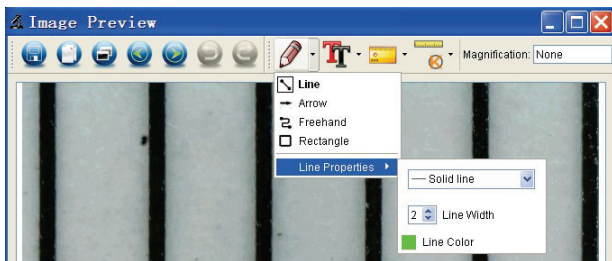 Image Preview
Magnification: None
Line
Arrow
Freehand
Rectangle
Line Properties
Solid line
2 Line Width
Line Color